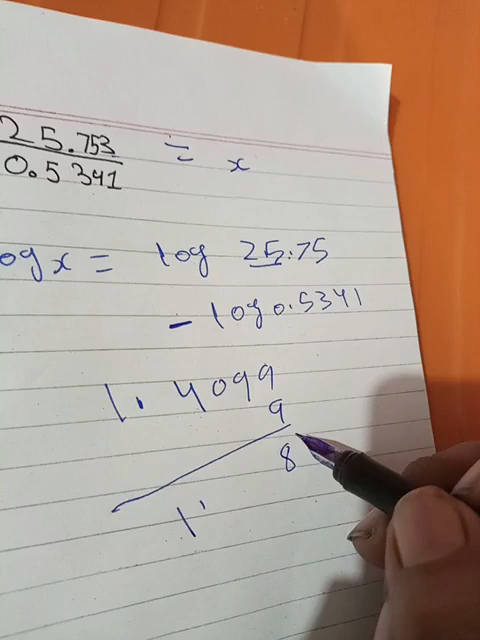 25.753 = x
0.5341
og x = log 25.75
- log 0.5341
1.4099
9
8
1